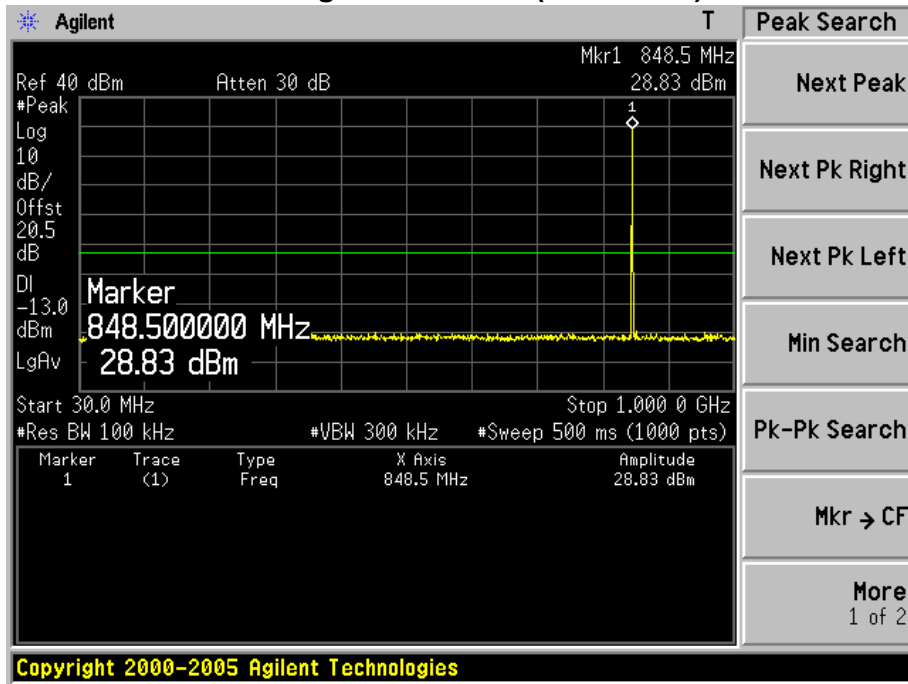 Agilent T Peak Search
Mkr1 848.5 MHz
Ref 40 dBm Atten 30 dB 28.83 dBm
#Peak
Log
10
dB/
Offst
20.5
dB
DI
-13.0
dBm
LgAv
1
Marker
848.500000 MHz
28.83 dBm
Start 30.0 MHz Stop 1.000 0 GHz
#Res BW 100 kHz #VBW 300 kHz #Sweep 500 ms (1000 pts)
Marker Trace Type X Axis Amplitude
1 (1) Freq 848.5 MHz 28.83 dBm
Next Peak
Next Pk Right
Next Pk Left
Min Search
Pk-Pk Search
Mkr → CF
More
1 of 2
Copyright 2000-2005 Agilent Technologies